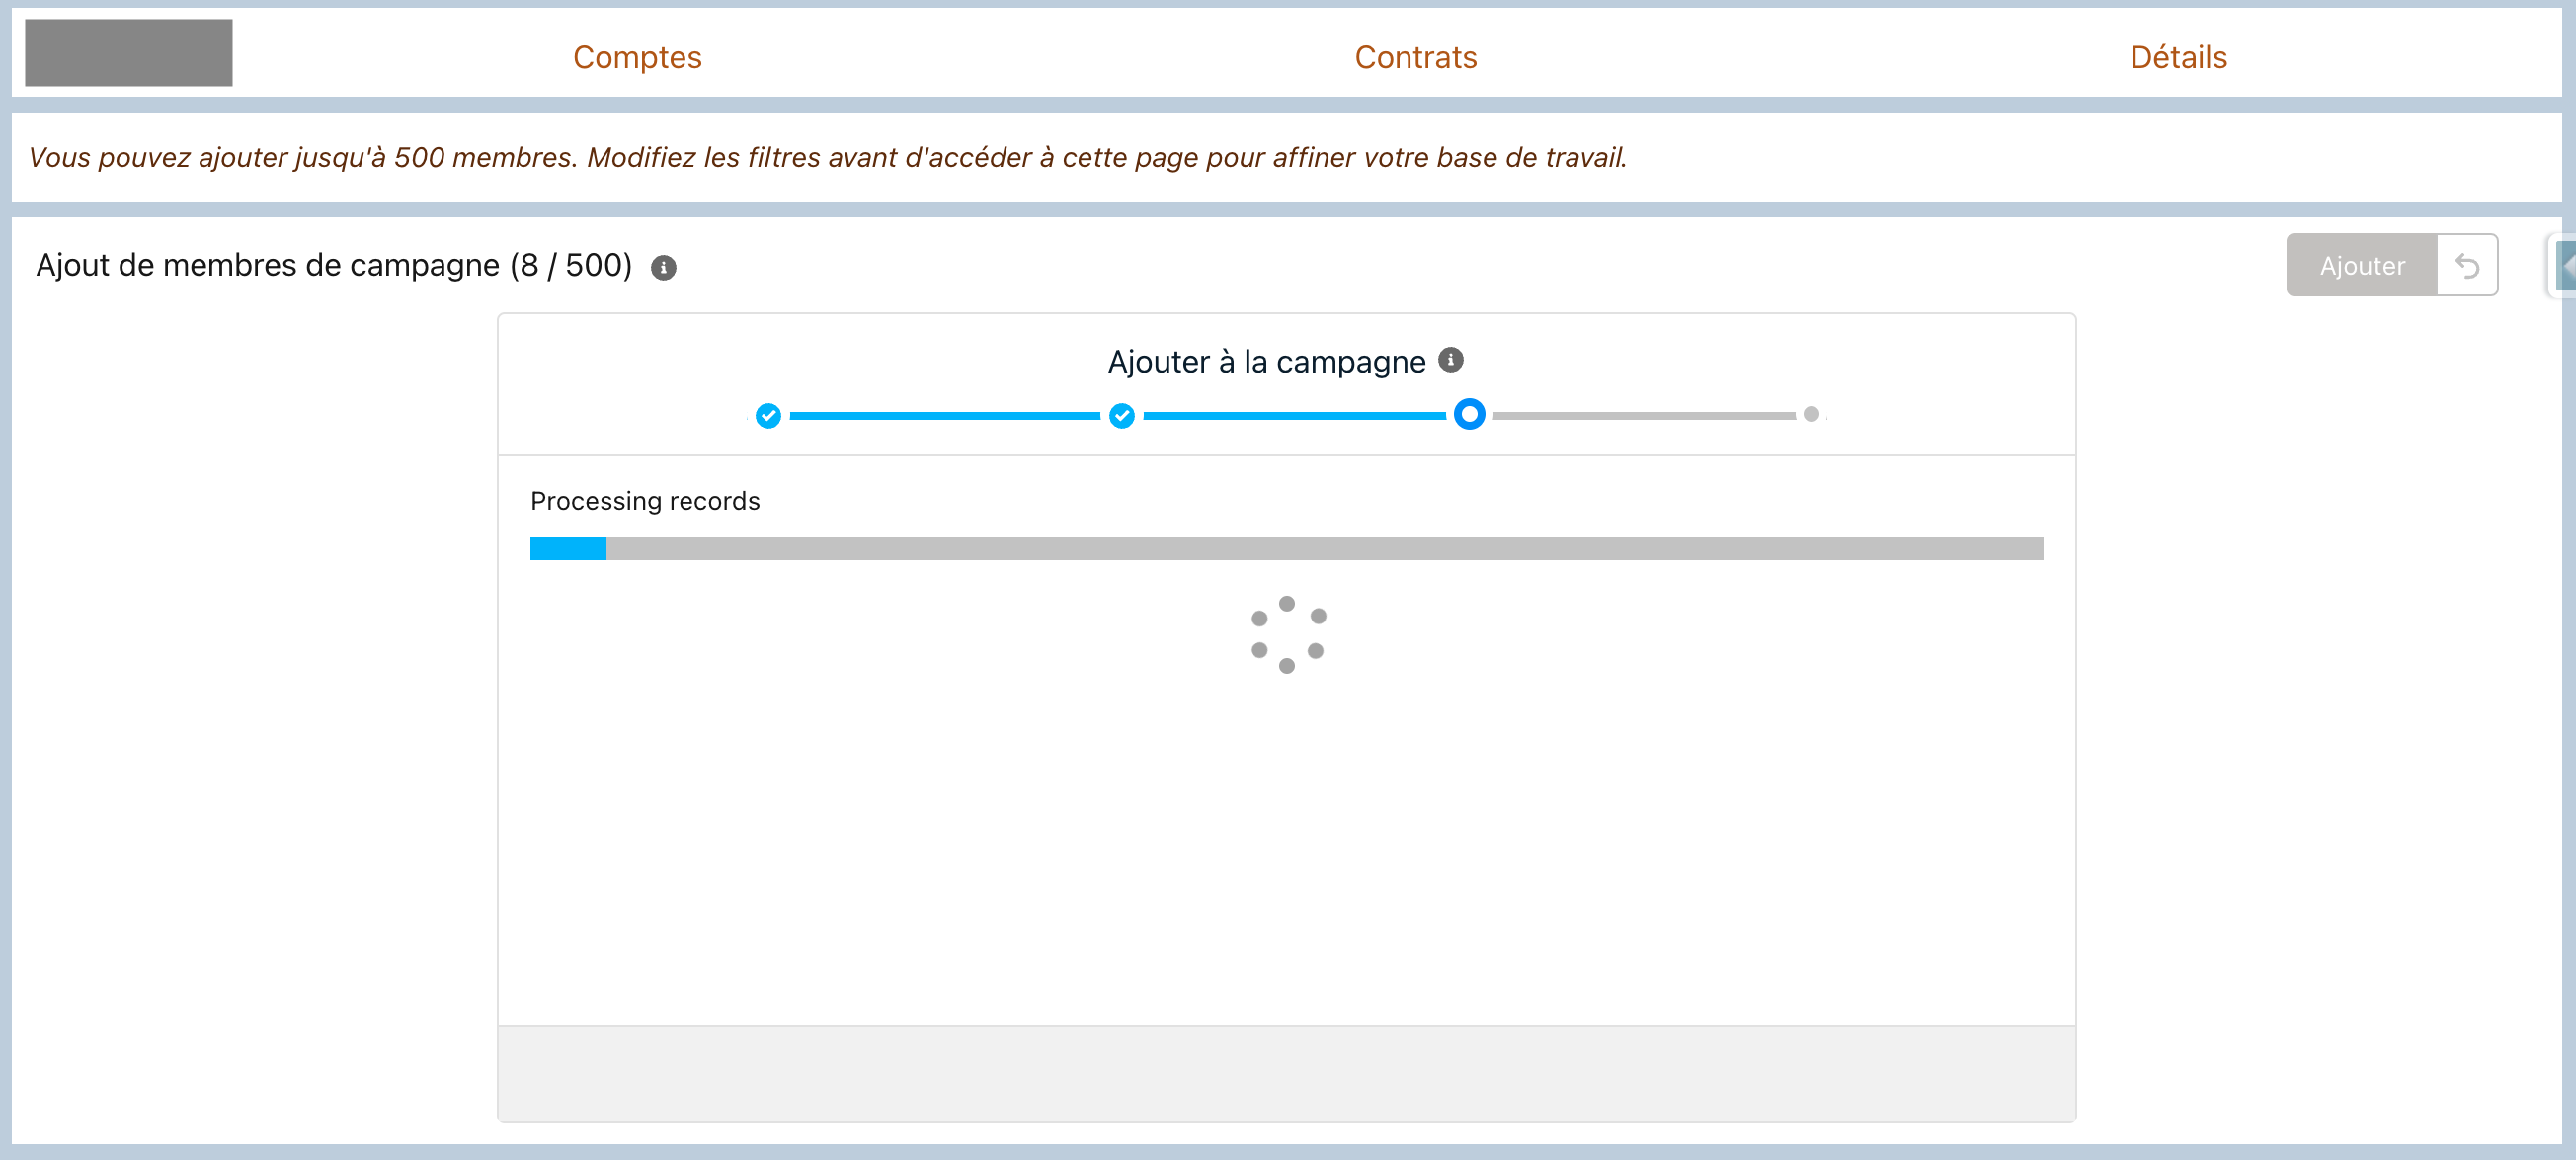 Comptes
Contrats
Détails
Vous pouvez ajouter jusqu'à 500 membres. Modifiez les filtres avant d'accéder à cette page pour affiner votre base de travail.
Ajout de membres de campagne (8 / 500)
Ajouter
Ajouter à la campagne
Processing records